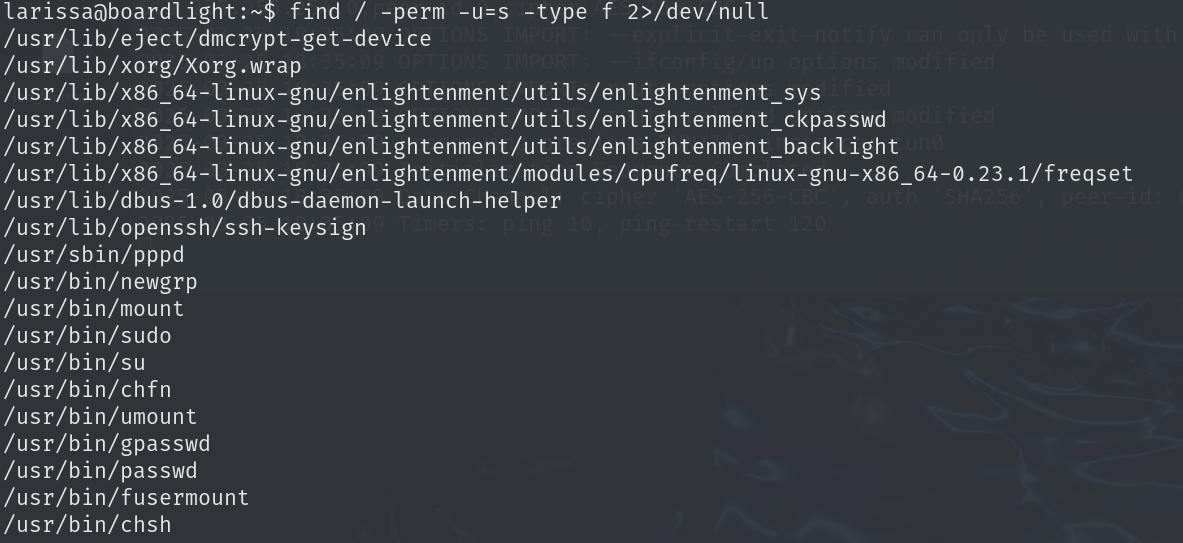 larissa@boardlight:~$ find / -perm -u=s -type f 2>/dev/null
/usr/lib/eject/dmcrypt-get-device
/usr/lib/xorg/Xorg.wrap
/usr/lib/x86_64-linux-gnu/enlightenment/utils/enlightenment_sys
/usr/lib/x86_64-linux-gnu/enlightenment/utils/enlightenment_ckpasswd
/usr/lib/x86_64-linux-gnu/enlightenment/utils/enlightenment_backlight
/usr/lib/x86_64-linux-gnu/enlightenment/modules/cpufreq/linux-gnu-x86_64-0.23.1/freqset
/usr/lib/dbus-1.0/dbus-daemon-launch-helper
/usr/lib/openssh/ssh-keysign
/usr/sbin/pppd
/usr/bin/newgrp
/usr/bin/mount
/usr/bin/sudo
/usr/bin/su
/usr/bin/chfn
/usr/bin/umount
/usr/bin/gpasswd
/usr/bin/passwd
/usr/bin/fusermount
/usr/bin/chsh